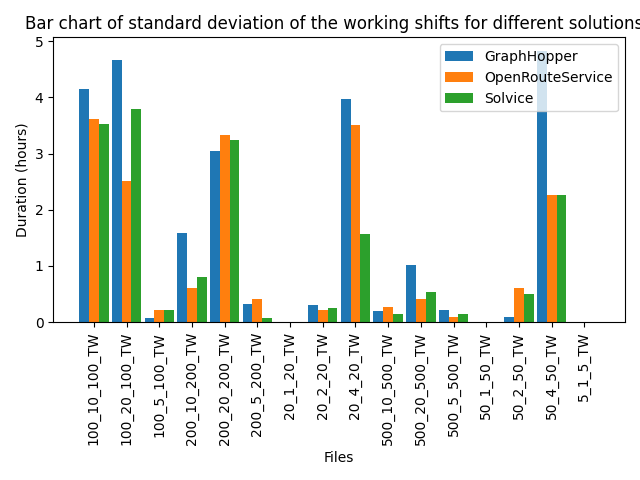 Bar chart of standard deviation of the working shifts for different solutions
GraphHopper
OpenRouteService
Solvice
Duration (hours)
5
4
3
2
1
0
100_10_100_TW
100_20_100_TW
100_5_100_TW
200_10_200_TW
200_20_200_TW
200_5_200_TW
20_1_20_TW
20_2_20_TW
20_4_20_TW
500_10_500_TW
500_20_500_TW
500_5_500_TW
50_1_50_TW
50_2_50_TW
50_4_50_TW
5_1_5_TW
Files